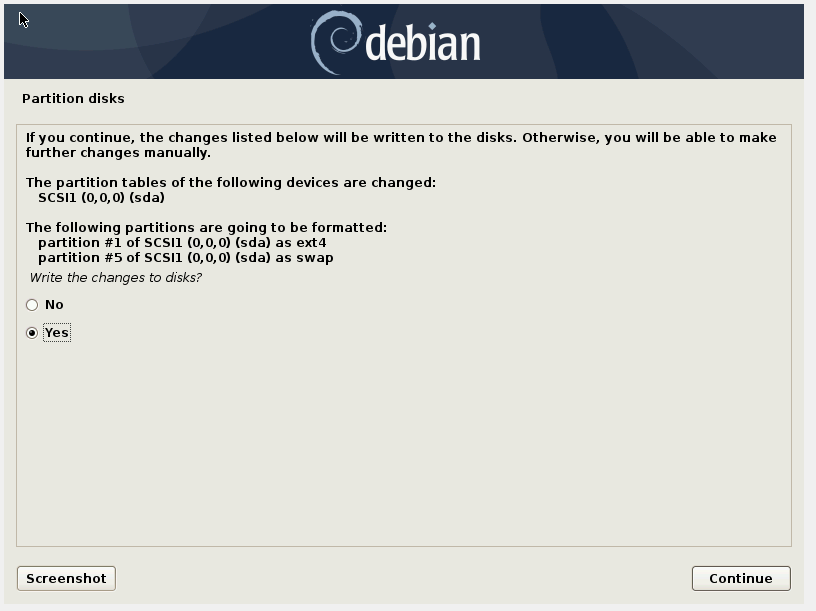 debian
Partition disks
If you continue, the changes listed below will be written to the disks. Otherwise, you will be able to make
further changes manually.
The partition tables of the following devices are changed:
SCSI1 (0,0,0) (sda)
The following partitions are going to be formatted:
partition #1 of SCSI1 (0,0,0) (sda) as ext4
partition #5 of SCSI1 (0,0,0) (sda) as swap
Write the changes to disks?
No
Yes
Screenshot
Continue